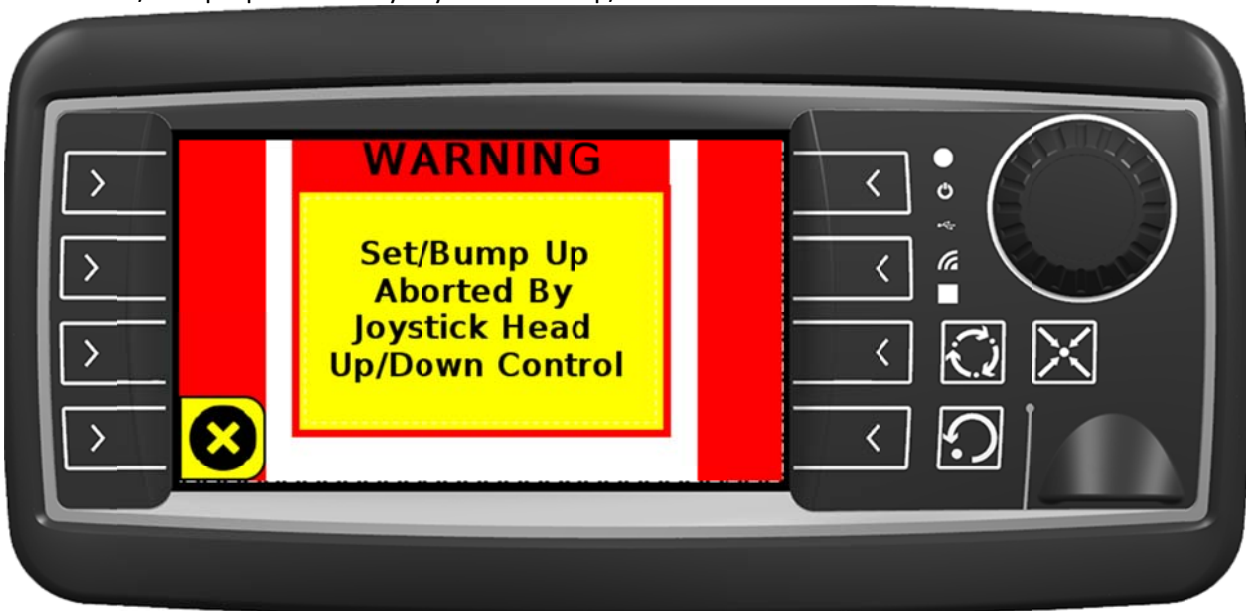 WARNING
Set/Bump Up
Aborted By
Joystick Head
Up/Down Control